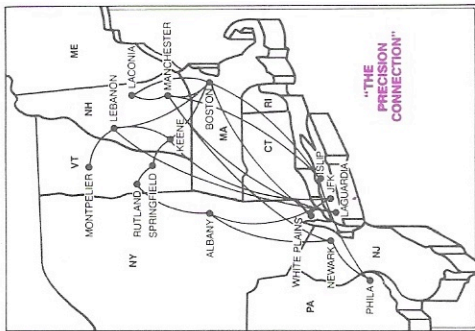 ME
NH
VT
NY
MA
RI
CT
NJ
PA
LACONIA
MANCHESTER
LEBANON
KEENE
BOSTON
MONTPELIER
RUTLAND
SPRINGFIELD
ALBANY
WHITE PLAINS
NEWARK
ISLIP
JFK
LAGUARDIA
PHILA
"THE
PRECISION
CONNECTION"